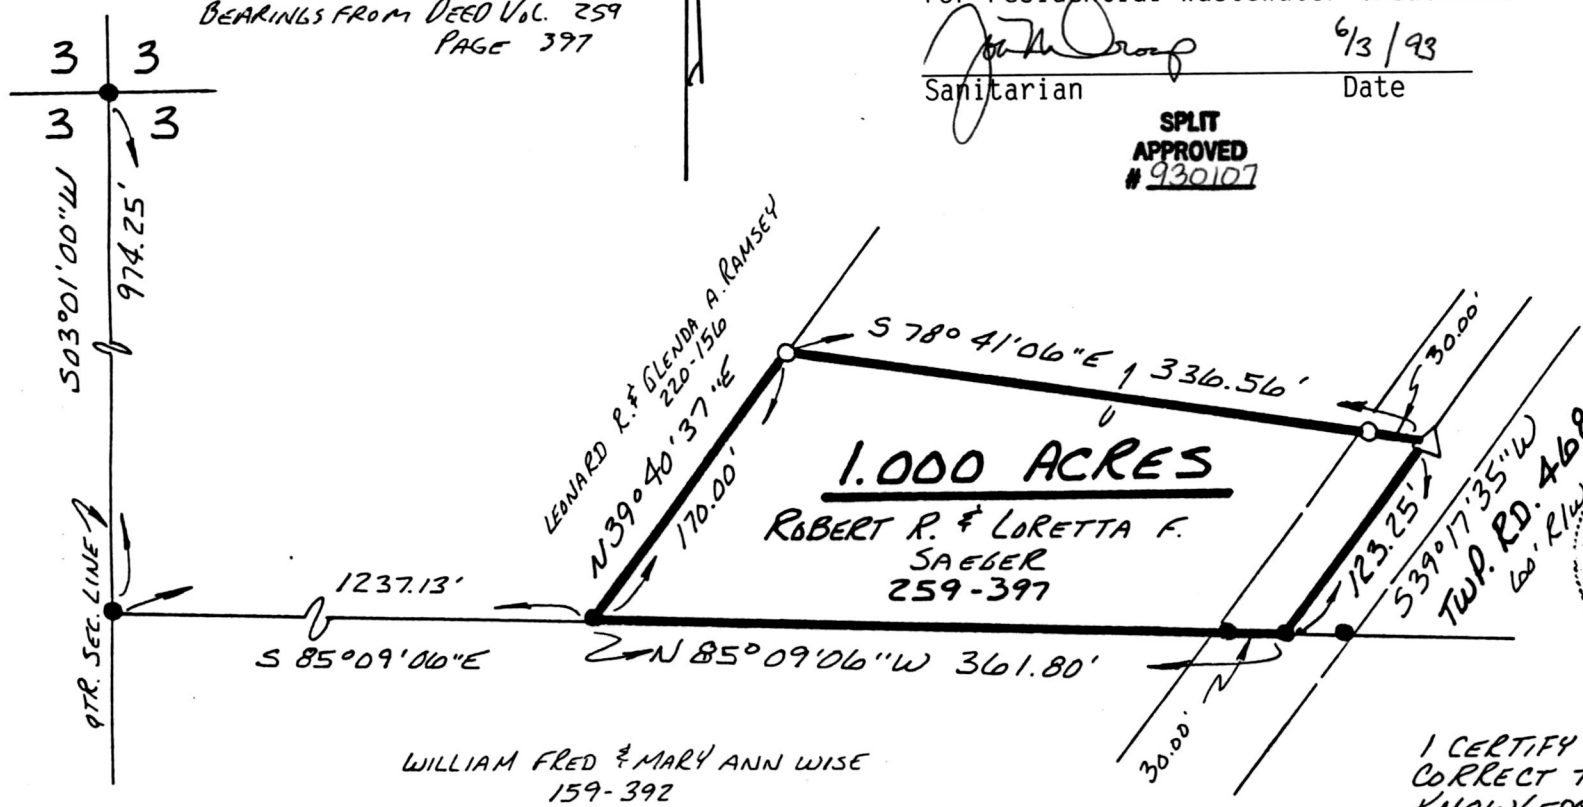 BEARINGS FROM DEED VOL. 259
PAGE 397
6/3/93
Sanitarian Date
SPLIT
APPROVED
# 930107
3 3
3 3
S03°01'00"W
974.25'
QTR. SEC. LINE
LEONARD R. & GLENDA A. RAMSEY
220-156
N 39°40'37"E
170.00'
S 78°41'06"E 336.56'
30.00'
1.000 ACRES
ROBERT R. & LORETTA F.
SAEGER
259-397
123.25'
S39°17'35"W
TWP. RD. 468
60' R/W
1237.13'
S 85°09'06"E
N 85°09'06"W 361.80'
30.00'
WILLIAM FRED & MARY ANN WISE
159-392
I CERTIFY
CORRECT